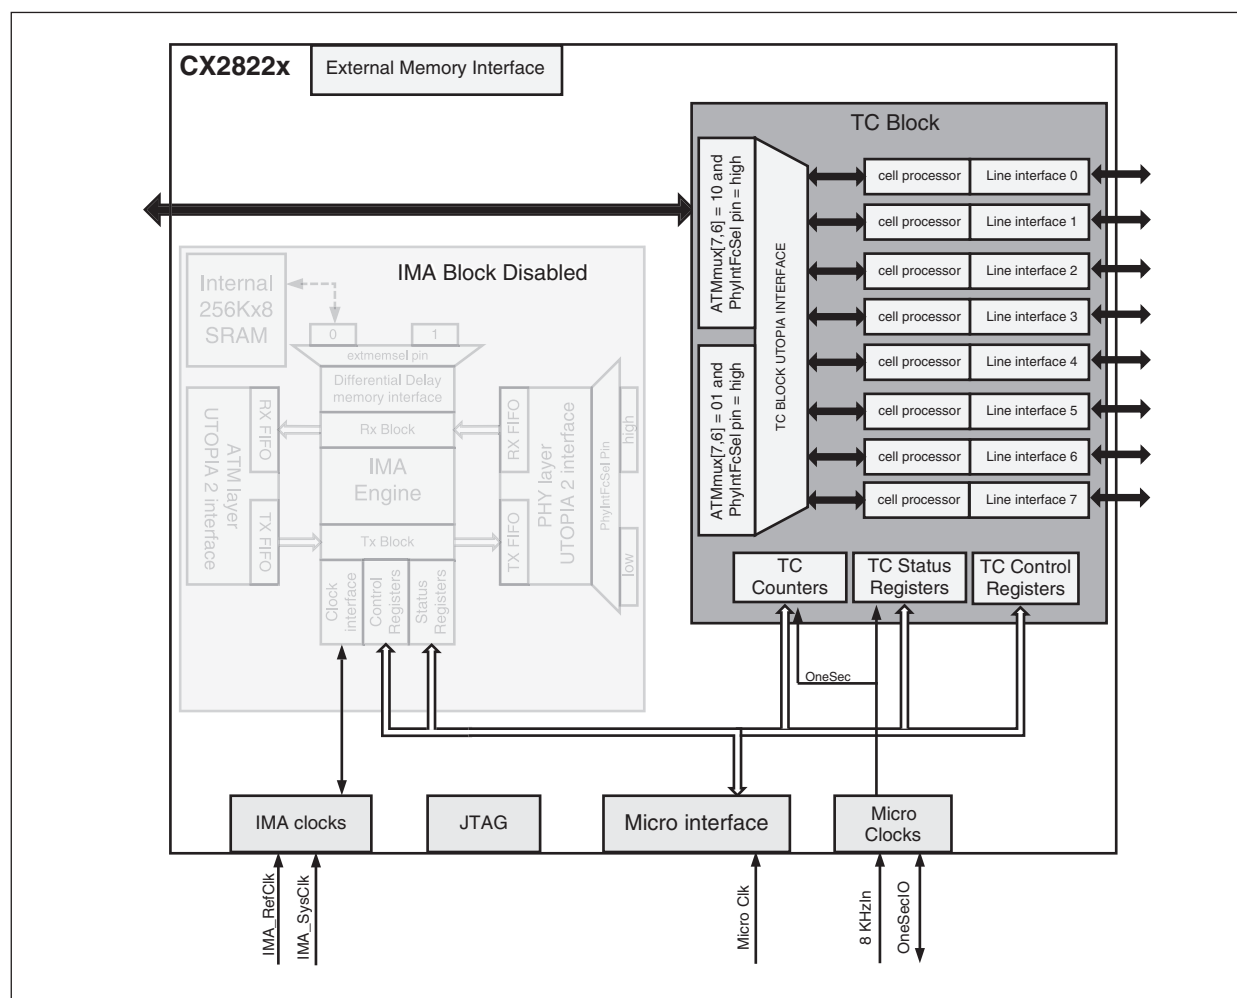 CX2822x
External Memory Interface
TC Block
ATMmux[7,6] = 10 and
PhyIntFcSel pin = high
ATMmux[7,6] = 01 and
PhyIntFcSel pin = high
TC BLOCK UTOPIA INTERFACE
cell processor Line interface 0
cell processor Line interface 1
cell processor Line interface 2
cell processor Line interface 3
cell processor Line interface 4
cell processor Line interface 5
cell processor Line interface 6
cell processor Line interface 7
TC
Counters
TC Status
Registers
TC Control
Registers
IMA Block Disabled
Internal
256Kx8
SRAM
0
1
extmemsel pin
Differential Delay
memory interface
Rx Block
IMA
Engine
Tx Block
ATM layer
UTOPIA 2 interface
RX FIFO
TX FIFO
RX FIFO
TX FIFO
PHY layer
UTOPIA 2 interface
PhyIntFcSel Pin
high
low
Clock
interface
Control
Registers
Status
Registers
OneSec
IMA clocks
JTAG
Micro interface
Micro
Clocks
IMA_RefClk
IMA_SysClk
Micro Clk
8 KHzIn
OneSecIO